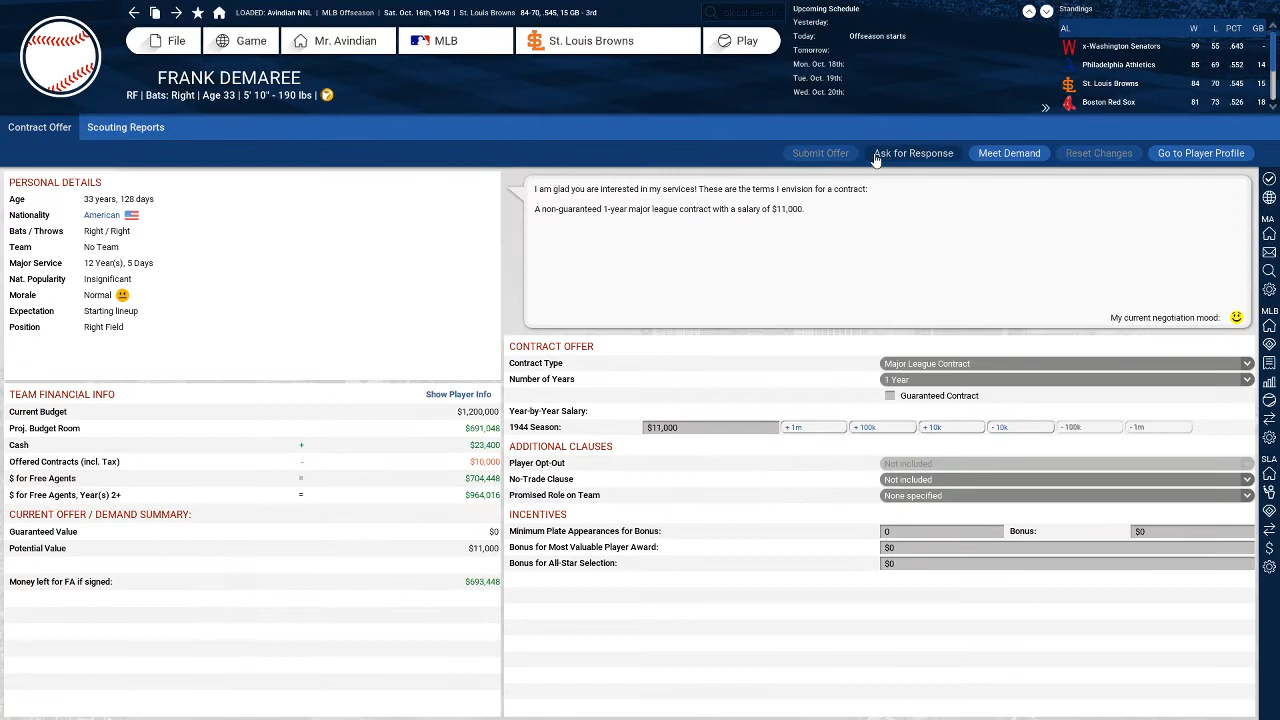 LOADED: Avindian NNL | MLB Offseason | Sat. Oct. 16th, 1943 | St. Louis Browns 84-70, .545, 15 GB - 3rd
Global Search
Upcoming Schedule
Yesterday:
Today: Offseason starts
Tomorrow:
Mon. Oct. 18th:
Tue. Oct. 19th:
Wed. Oct. 20th:
Standings
AL W L PCT GB
x-Washington Senators 99 55 .643 -
Philadelphia Athletics 85 69 .552 14
St. Louis Browns 84 70 .545 15
Boston Red Sox 81 73 .526 18
File
Game
Mr. Avindian
MLB
St. Louis Browns
Play
FRANK DEMAREE
RF | Bats: Right | Age 33 | 5' 10" - 190 lbs |
Contract Offer
Scouting Reports
Submit Offer
Ask for Response
Meet Demand
Reset Changes
Go to Player Profile
PERSONAL DETAILS
Age 33 years, 128 days
Nationality American
Bats / Throws Right / Right
Team No Team
Major Service 12 Year(s), 5 Days
Nat. Popularity Insignificant
Morale Normal
Expectation Starting lineup
Position Right Field
I am glad you are interested in my services! These are the terms I envision for a contract:
A non-guaranteed 1-year major league contract with a salary of $11,000.
My current negotiation mood:
TEAM FINANCIAL INFO Show Player Info
Current Budget $1,200,000
Proj. Budget Room $691,048
Cash + $23,400
Offered Contracts (incl. Tax) - $10,000
$ for Free Agents = $704,448
$ for Free Agents, Year(s) 2+ = $964,016
CURRENT OFFER / DEMAND SUMMARY:
Guaranteed Value $0
Potential Value $11,000
Money left for FA if signed: $693,448
CONTRACT OFFER
Contract Type Major League Contract
Number of Years 1 Year
Guaranteed Contract
Year-by-Year Salary:
1944 Season: $11,000 + 1m + 100k + 10k - 10k - 100k - 1m
ADDITIONAL CLAUSES
Player Opt-Out Not included
No-Trade Clause Not included
Promised Role on Team None specified
INCENTIVES
Minimum Plate Appearances for Bonus: 0 Bonus: $0
Bonus for Most Valuable Player Award: $0
Bonus for All-Star Selection: $0
MA
MLB
SLA